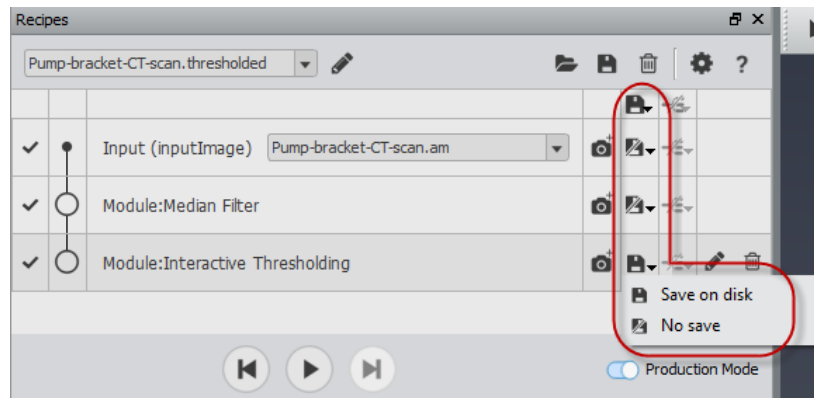 Recipes
Pump-bracket-CT-scan.thresholded
?
Input (inputImage) Pump-bracket-CT-scan.am
Module:Median Filter
Module:Interactive Thresholding
Save on disk
No save
Production Mode